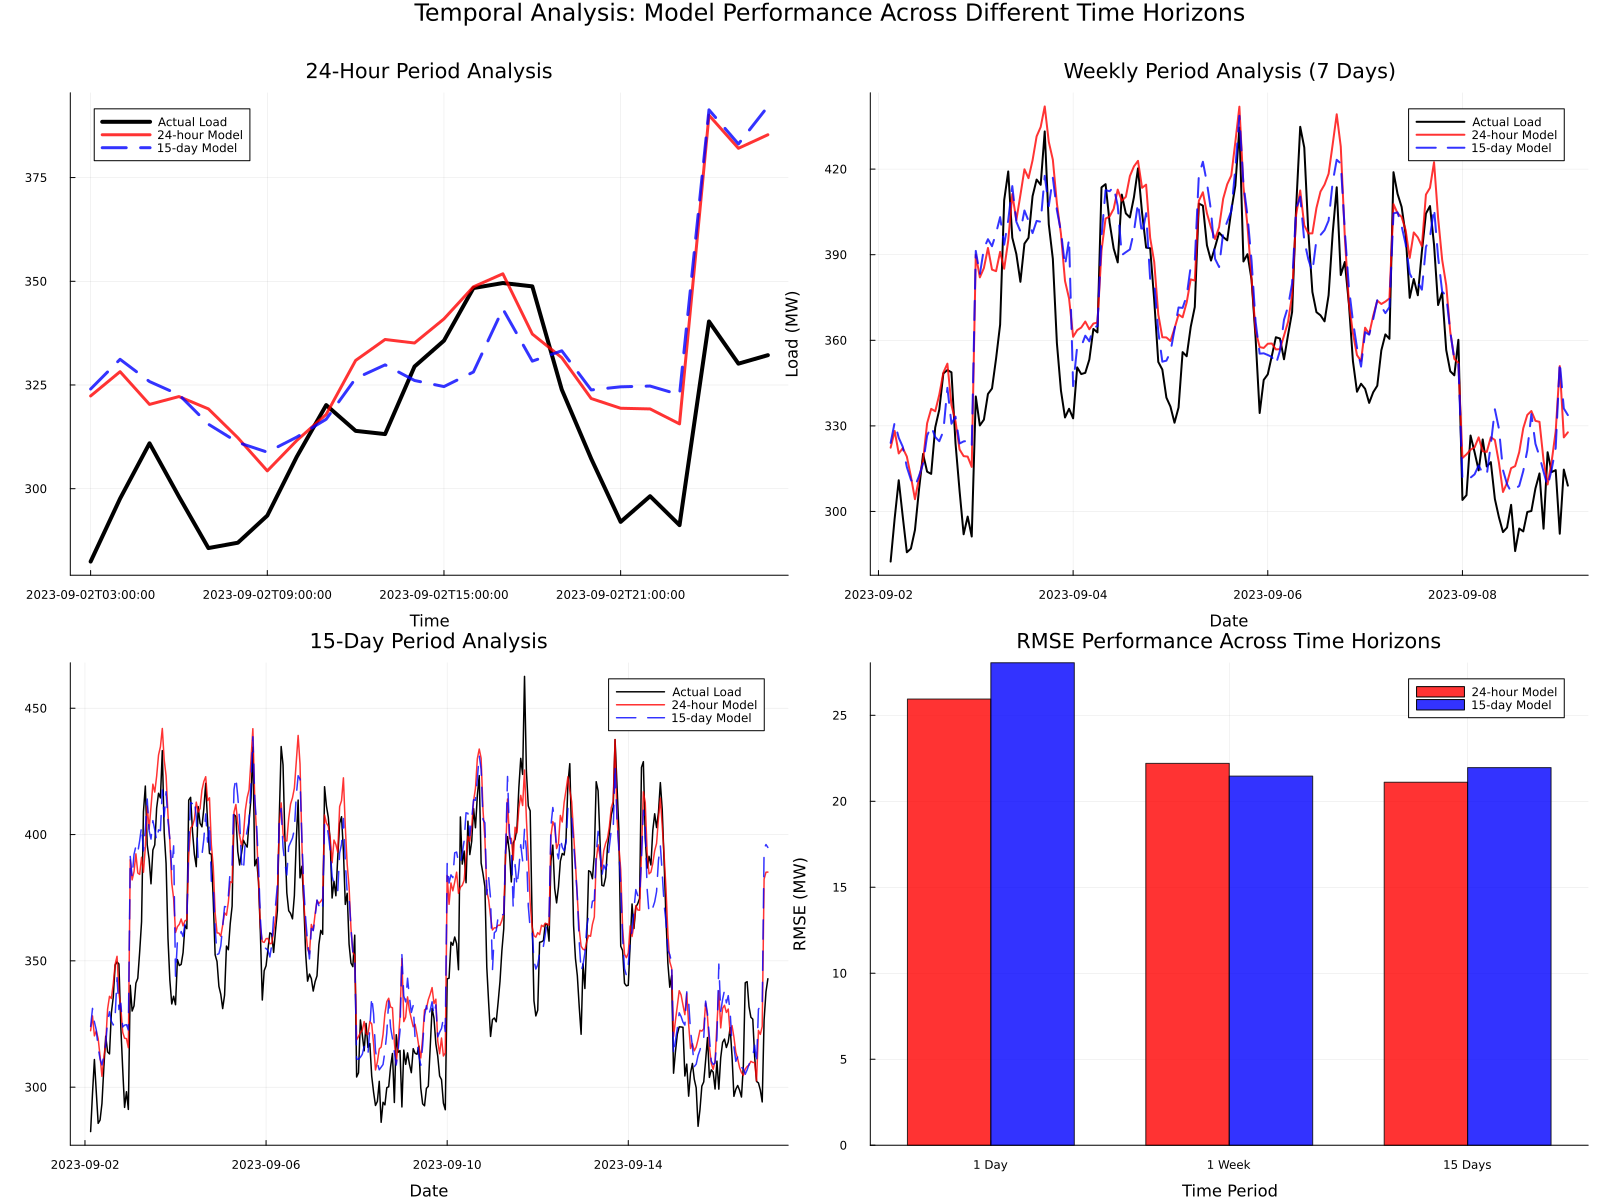 Temporal Analysis: Model Performance Across Different Time Horizons
24-Hour Period Analysis
Actual Load
24-hour Model
15-day Model
375
350
325
300
2023-09-02T03:00:00
2023-09-02T09:00:00
2023-09-02T15:00:00
2023-09-02T21:00:00
Time
Weekly Period Analysis (7 Days)
Load (MW)
Actual Load
24-hour Model
15-day Model
420
390
360
330
300
2023-09-02
2023-09-04
2023-09-06
2023-09-08
Date
15-Day Period Analysis
Actual Load
24-hour Model
15-day Model
450
400
350
300
2023-09-02
2023-09-06
2023-09-10
2023-09-14
Date
RMSE Performance Across Time Horizons
RMSE (MW)
24-hour Model
15-day Model
25
20
15
10
5
0
1 Day
1 Week
15 Days
Time Period